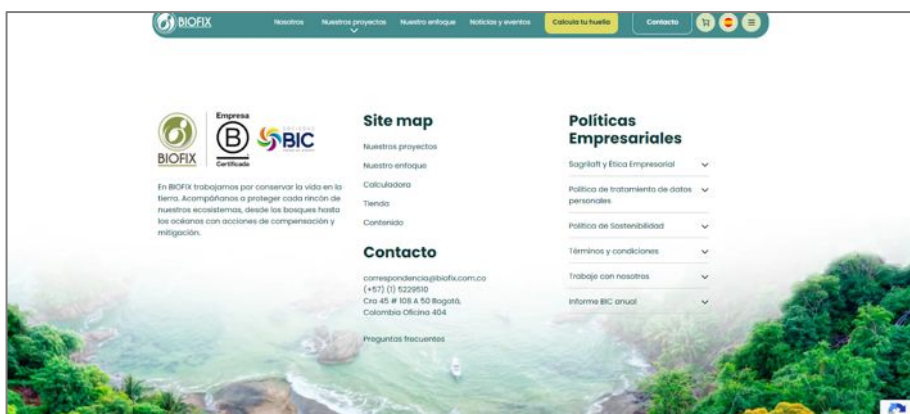 BIOFIX
Nosotros
Nuestros proyectos
Nuestro enfoque
Noticias y eventos
Calcula tu huella
Contacto
BIOFIX
Empresa
B
Certificada
SOCIEDAD
BIC
En BIOFIX trabajamos por conservar la vida en la
tierra. Acompáñanos a proteger cada rincón de
nuestros ecosistemas, desde los bosques hasta
los océanos con acciones de compensación y
mitigación.
Site map
Nuestros proyectos
Nuestro enfoque
Calculadora
Tienda
Contenido
Contacto
correspondencia@biofix.com.co
(+57) (1) 5229510
Cra 45 # 108 A 50 Bogotá,
Colombia Oficina 404
Preguntas frecuentes
Políticas
Empresariales
Sagrilaft y Ética Empresarial
Política de tratamiento de datos
personales
Política de Sostenibilidad
Términos y condiciones
Trabaje con nosotros
Informe BIC anual